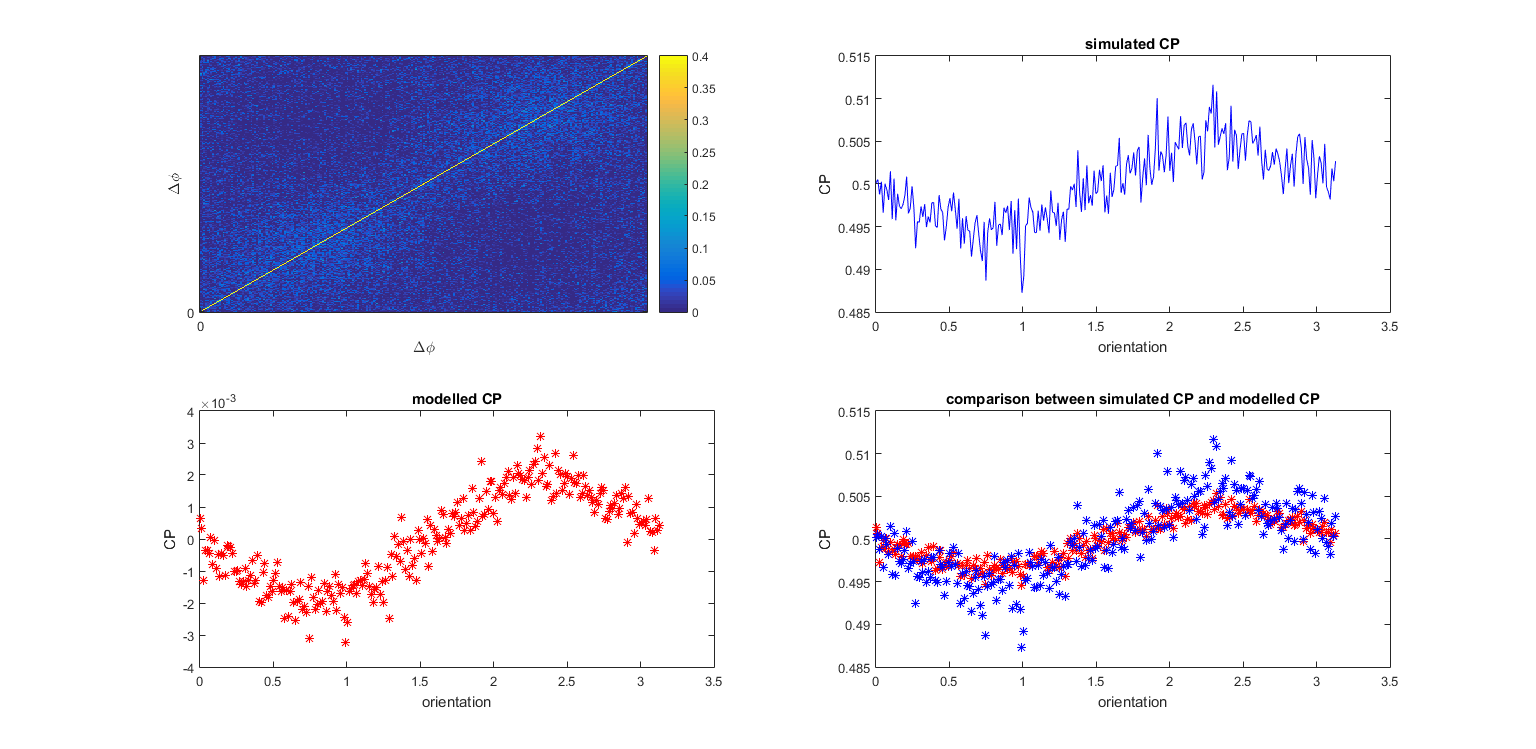 0.4
0.35
0.3
0.25
0.2
0.15
0.1
0.05
0
Δϕ
0
0
Δϕ
simulated CP
0.515
0.51
0.505
0.5
0.495
0.49
0.485
CP
0 0.5 1 1.5 2 2.5 3 3.5
orientation
modelled CP
×10-3
4
3
2
1
0
-1
-2
-3
-4
CP
0 0.5 1 1.5 2 2.5 3 3.5
orientation
comparison between simulated CP and modelled CP
0.515
0.51
0.505
0.5
0.495
0.49
0.485
CP
0 0.5 1 1.5 2 2.5 3 3.5
orientation